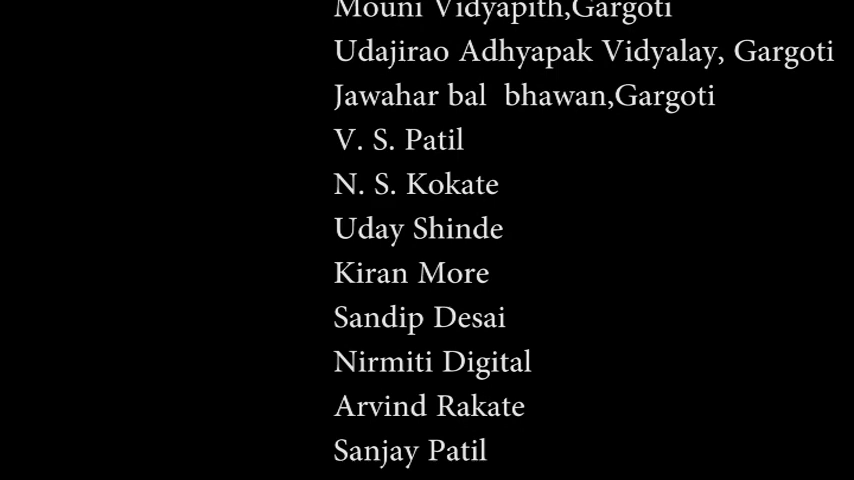 Mouni Vidyapith,Gargoti
Udajirao Adhyapak Vidyalay, Gargoti
Jawahar bal  bhawan,Gargoti
V. S. Patil
N. S. Kokate
Uday Shinde
Kiran More
Sandip Desai
Nirmiti Digital
Arvind Rakate
Sanjay Patil